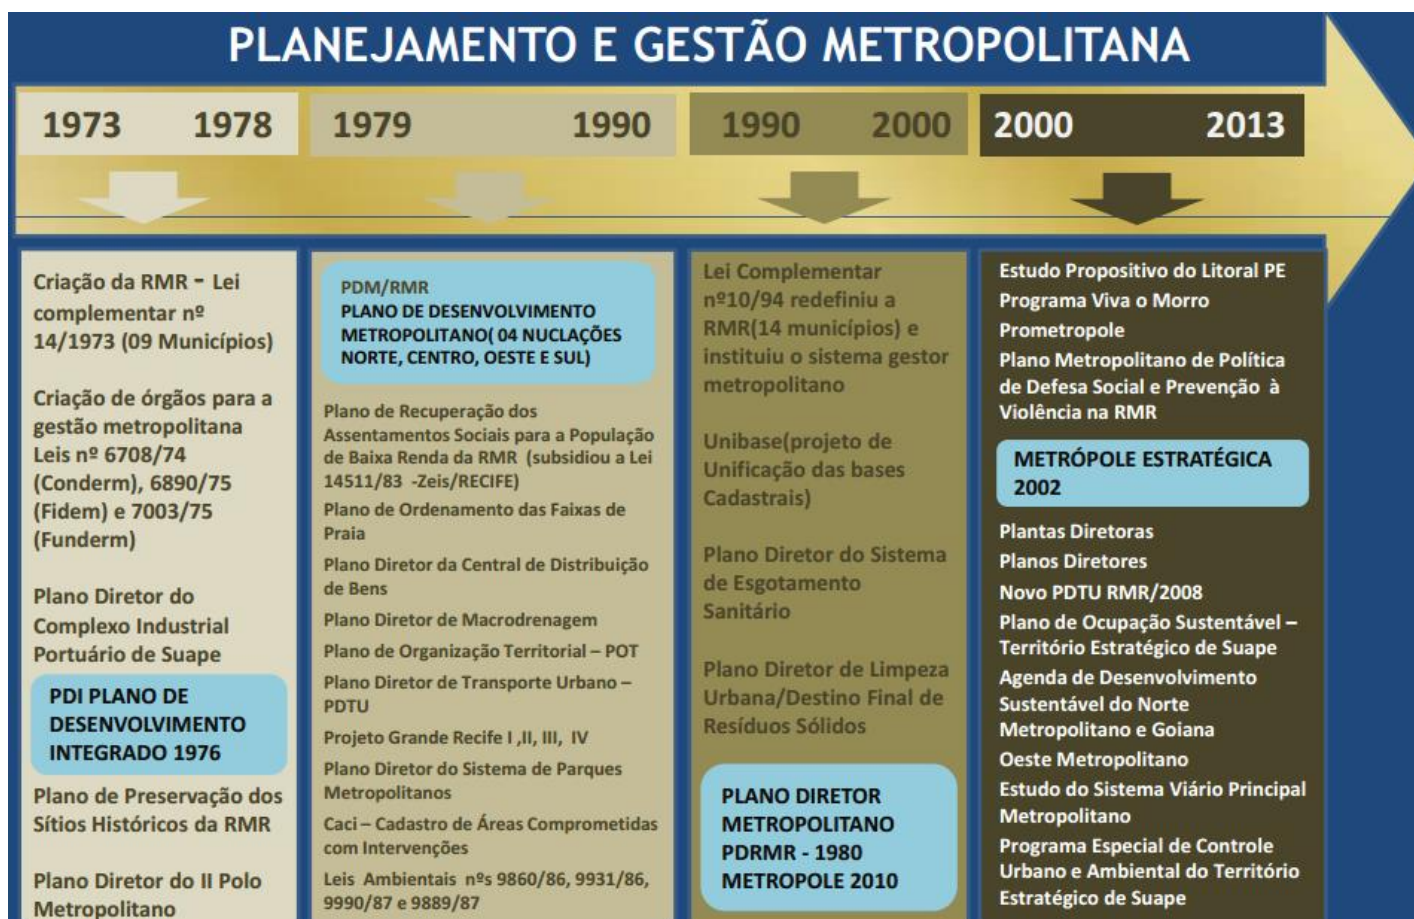 PLANEJAMENTO E GESTÃO METROPOLITANA
1973 1978
1979 1990
1990 2000
2000 2013
Criação da RMR - Lei
complementar nº
14/1973 (09 Municípios)
Criação de órgãos para a
gestão metropolitana
Leis nº 6708/74
(Conderm), 6890/75
(Fidem) e 7003/75
(Funderm)
Plano Diretor do
Complexo Industrial
Portuário de Suape
PDI PLANO DE
DESENVOLVIMENTO
INTEGRADO 1976
Plano de Preservação dos
Sítios Históricos da RMR
Plano Diretor do II Polo
Metropolitano
PDM/RMR
PLANO DE DESENVOLVIMENTO
METROPOLITANO( 04 NUCLAÇÕES
NORTE, CENTRO, OESTE E SUL)
Plano de Recuperação dos
Assentamentos Sociais para a População
de Baixa Renda da RMR (subsidiou a Lei
14511/83 -Zeis/RECIFE)
Plano de Ordenamento das Faixas de
Praia
Plano Diretor da Central de Distribuição
de Bens
Plano Diretor de Macrodrenagem
Plano de Organização Territorial – POT
Plano Diretor de Transporte Urbano –
PDTU
Projeto Grande Recife I ,II, III, IV
Plano Diretor do Sistema de Parques
Metropolitanos
Caci – Cadastro de Áreas Comprometidas
com Intervenções
Leis Ambientais nºs 9860/86, 9931/86,
9990/87 e 9889/87
Lei Complementar
nº10/94 redefiniu a
RMR(14 municípios) e
instituiu o sistema gestor
metropolitano
Unibase(projeto de
Unificação das bases
Cadastrais)
Plano Diretor do Sistema
de Esgotamento
Sanitário
Plano Diretor de Limpeza
Urbana/Destino Final de
Resíduos Sólidos
PLANO DIRETOR
METROPOLITANO
PDRMR - 1980
METROPOLE 2010
Estudo Propositivo do Litoral PE
Programa Viva o Morro
Prometropole
Plano Metropolitano de Política
de Defesa Social e Prevenção à
Violência na RMR
METRÓPOLE ESTRATÉGICA
2002
Plantas Diretoras
Planos Diretores
Novo PDTU RMR/2008
Plano de Ocupação Sustentável –
Território Estratégico de Suape
Agenda de Desenvolvimento
Sustentável do Norte
Metropolitano e Goiana
Oeste Metropolitano
Estudo do Sistema Viário Principal
Metropolitano
Programa Especial de Controle
Urbano e Ambiental do Território
Estratégico de Suape